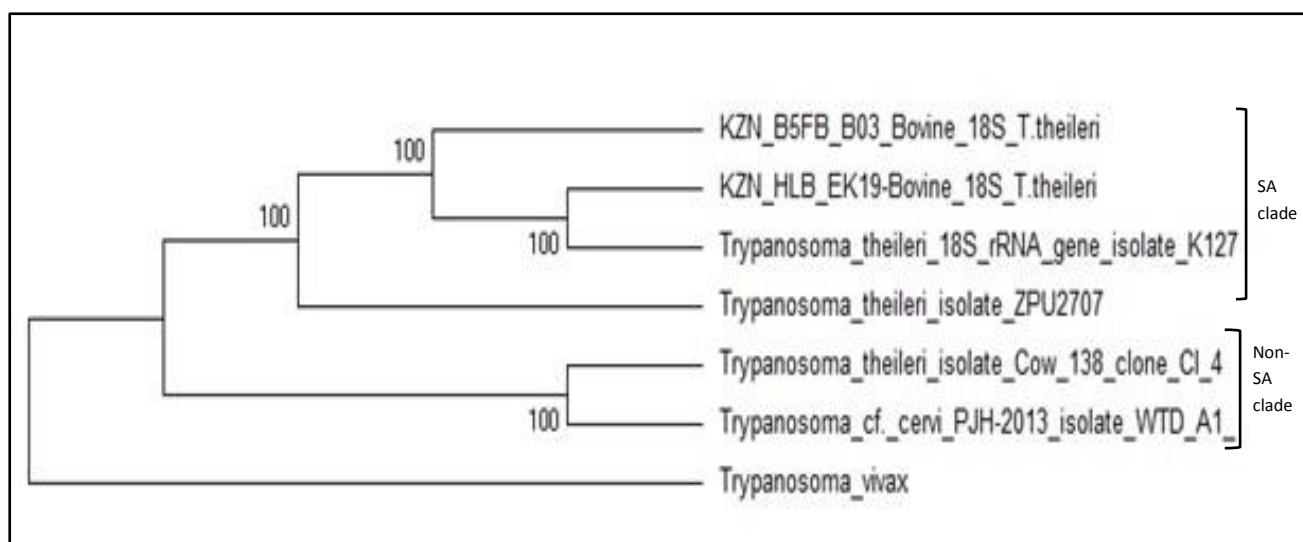 KZN_B5FB_B03_Bovine_18S_T.theileri
100
KZN_HLB_EK19-Bovine_18S_T.theileri
SA
clade
100
100
Trypanosoma_theileri_18S_rRNA_gene_isolate_K127
Trypanosoma_theileri_isolate_ZPU2707
Trypanosoma_theileri_isolate_Cow_138_clone_Cl_4
Non-
SA
clade
100
Trypanosoma_cf._cervi_PJH-2013_isolate_WTD_A1_
Trypanosoma_vivax